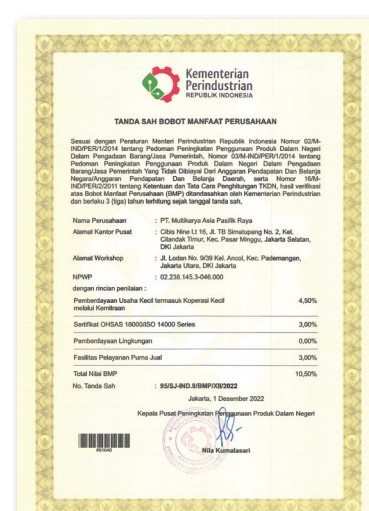 Kementerian
Perindustrian
REPUBLIK INDONESIA
TANDA SAH BOBOT MANFAAT PERUSAHAAN
Sesuai dengan Peraturan Menteri Perindustrian Republik Indonesia Nomor 02/M-
IND/PER/1/2014 tentang Pedoman Peningkatan Penggunaan Produk Dalam Negeri
Dalam Pengadaan Barang/Jasa Pemerintah, Nomor 03/M-IND/PER/1/2014 tentang
Pedoman Peningkatan Penggunaan Produk Dalam Negeri Dalam Pengadaan
Barang/Jasa Pemerintah Yang Tidak Dibiayai Dari Anggaran Pendapatan Dan Belanja
Negara/Anggaran Pendapatan Dan Belanja Daerah, serta Nomor 16/M-
IND/PER/2/2011 tentang Ketentuan dan Tata Cara Penghitungan TKDN, hasil verifikasi
atas Bobot Manfaat Perusahaan (BMP) ditandasahkan oleh Kementerian Perindustrian
dan berlaku 3 (tiga) tahun terhitung sejak tanggal tanda sah,
Nama Perusahaan : PT. Multikarya Asia Pasifik Raya
Alamat Kantor Pusat : Cibis Nine Lt 16, Jl. TB Simatupang No. 2, Kel.
Cilandak Timur, Kec. Pasar Minggu, Jakarta Selatan,
DKI Jakarta
Alamat Workshop : Jl. Lodan No. 9/39 Kel. Ancol, Kec. Pademangan,
Jakarta Utara, DKI Jakarta
NPWP : 02.238.145.3-046.000
dengan rincian penilaian :
Pemberdayaan Usaha Kecil termasuk Koperasi Kecil 4,50%
melalui Kemitraan
Sertifikat OHSAS 18000/ISO 14000 Series 3,00%
Pemberdayaan Lingkungan 0,00%
Fasilitas Pelayanan Purna Jual 3,00%
Total Nilai BMP 10,50%
No. Tanda Sah : 95/SJ-IND.8/BMP/XII/2022
Jakarta, 1 Desember 2022
Kepala Pusat Peningkatan Penggunaan Produk Dalam Negeri
Nila Kumalasari
#01640